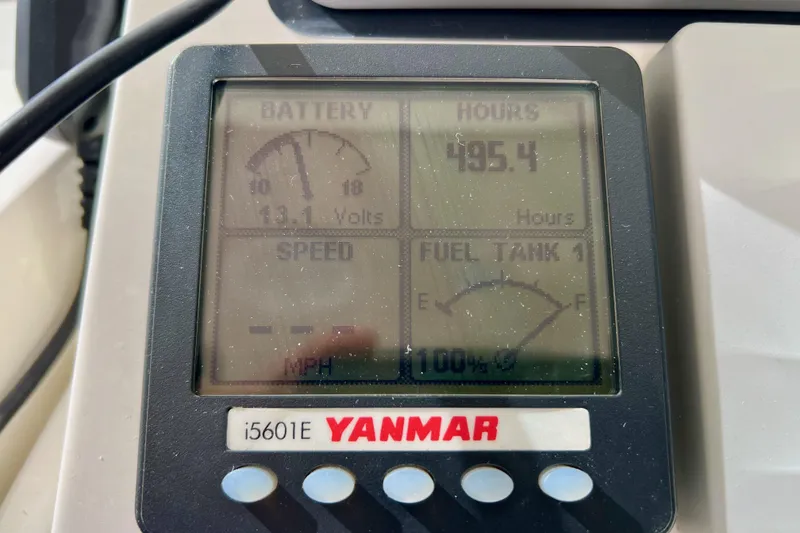 BATTERY
10 18
13.1 Volts
HOURS
495.4
Hours
SPEED
---
MPH
FUEL TANK 1
E F
100%
i5601E YANMAR